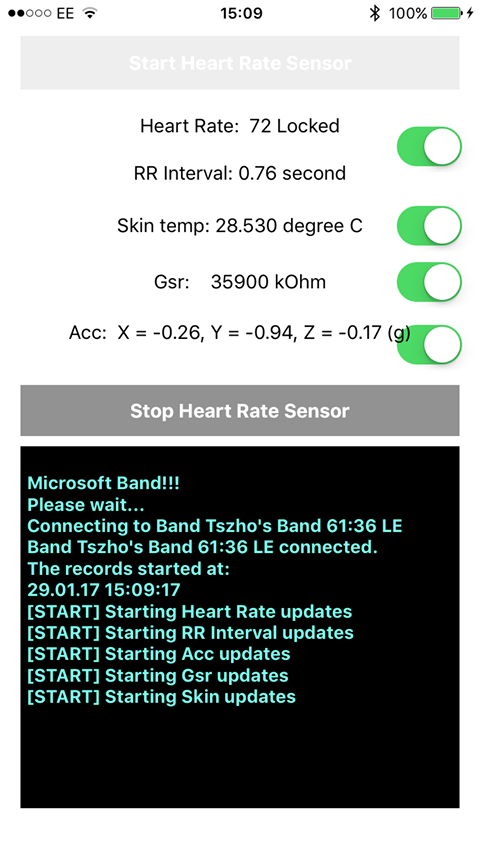 EE 15:09 100%
Start Heart Rate Sensor
Heart Rate: 72 Locked
RR Interval: 0.76 second
Skin temp: 28.530 degree C
Gsr: 35900 kOhm
Acc: X = -0.26, Y = -0.94, Z = -0.17 (g)
Stop Heart Rate Sensor
Microsoft Band!!!
Please wait...
Connecting to Band Tszho's Band 61:36 LE
Band Tszho's Band 61:36 LE connected.
The records started at:
29.01.17 15:09:17
[START] Starting Heart Rate updates
[START] Starting RR Interval updates
[START] Starting Acc updates
[START] Starting Gsr updates
[START] Starting Skin updates